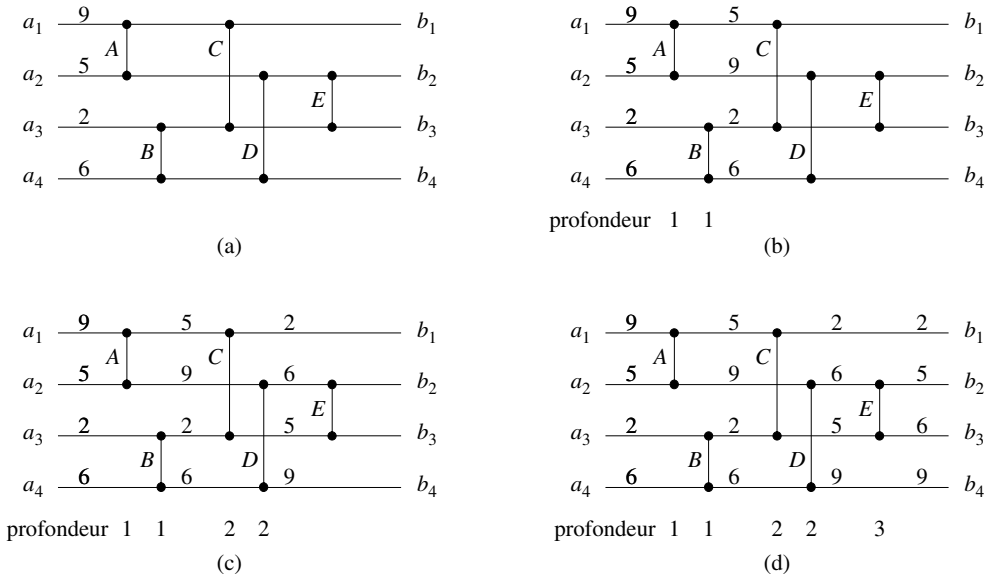 9 5 2 6
a1 a2 a3 a4
A B C D E
b1 b2 b3 b4
(a)
9 5
5 9
2 2
6 6
a1 a2 a3 a4
A B C D E
b1 b2 b3 b4
profondeur 1 1
(b)
a1 9 5 2 b1
A C
a2 5 9 6 b2
E
a3 2 2 5 b3
B D
a4 6 6 9 b4
profondeur 1 1 2 2
(c)
a1 9 5 2 2 b1
A C
a2 5 9 6 5 b2
E
a3 2 2 5 6 b3
B D
a4 6 6 9 9 b4
profondeur 1 1 2 2 3
(d)